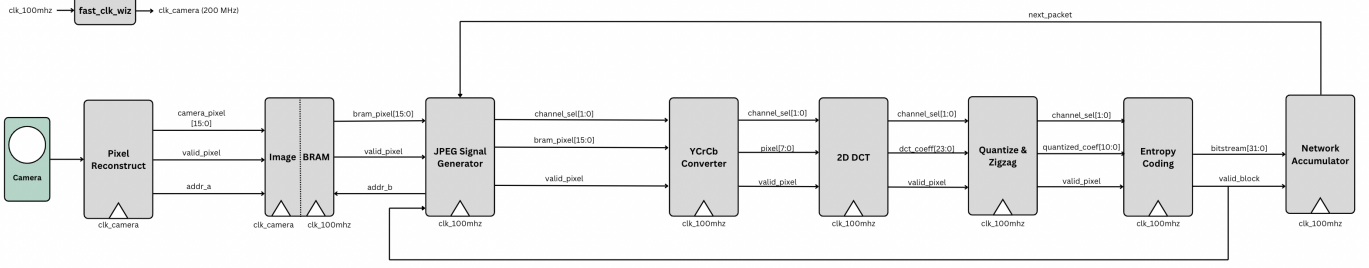 clk_100mhz
fast_clk_wiz
clk_camera (200 MHz)
next_packet
Camera
Pixel
Reconstruct
clk_camera
camera_pixel
[15:0]
valid_pixel
addr_a
Image
BRAM
clk_camera
clk_100mhz
bram_pixel[15:0]
valid_pixel
addr_b
JPEG Signal
Generator
clk_100mhz
channel_sel[1:0]
bram_pixel[15:0]
valid_pixel
YCrCb
Converter
clk_100mhz
channel_sel[1:0]
pixel[7:0]
valid_pixel
2D DCT
clk_100mhz
channel_sel[1:0]
dct_coeff[23:0]
valid_pixel
Quantize &
Zigzag
clk_100mhz
channel_sel[1:0]
quantized_coef[10:0]
valid_pixel
Entropy
Coding
clk_100mhz
bitstream[31:0]
valid_block
Network
Accumulator
clk_100mhz